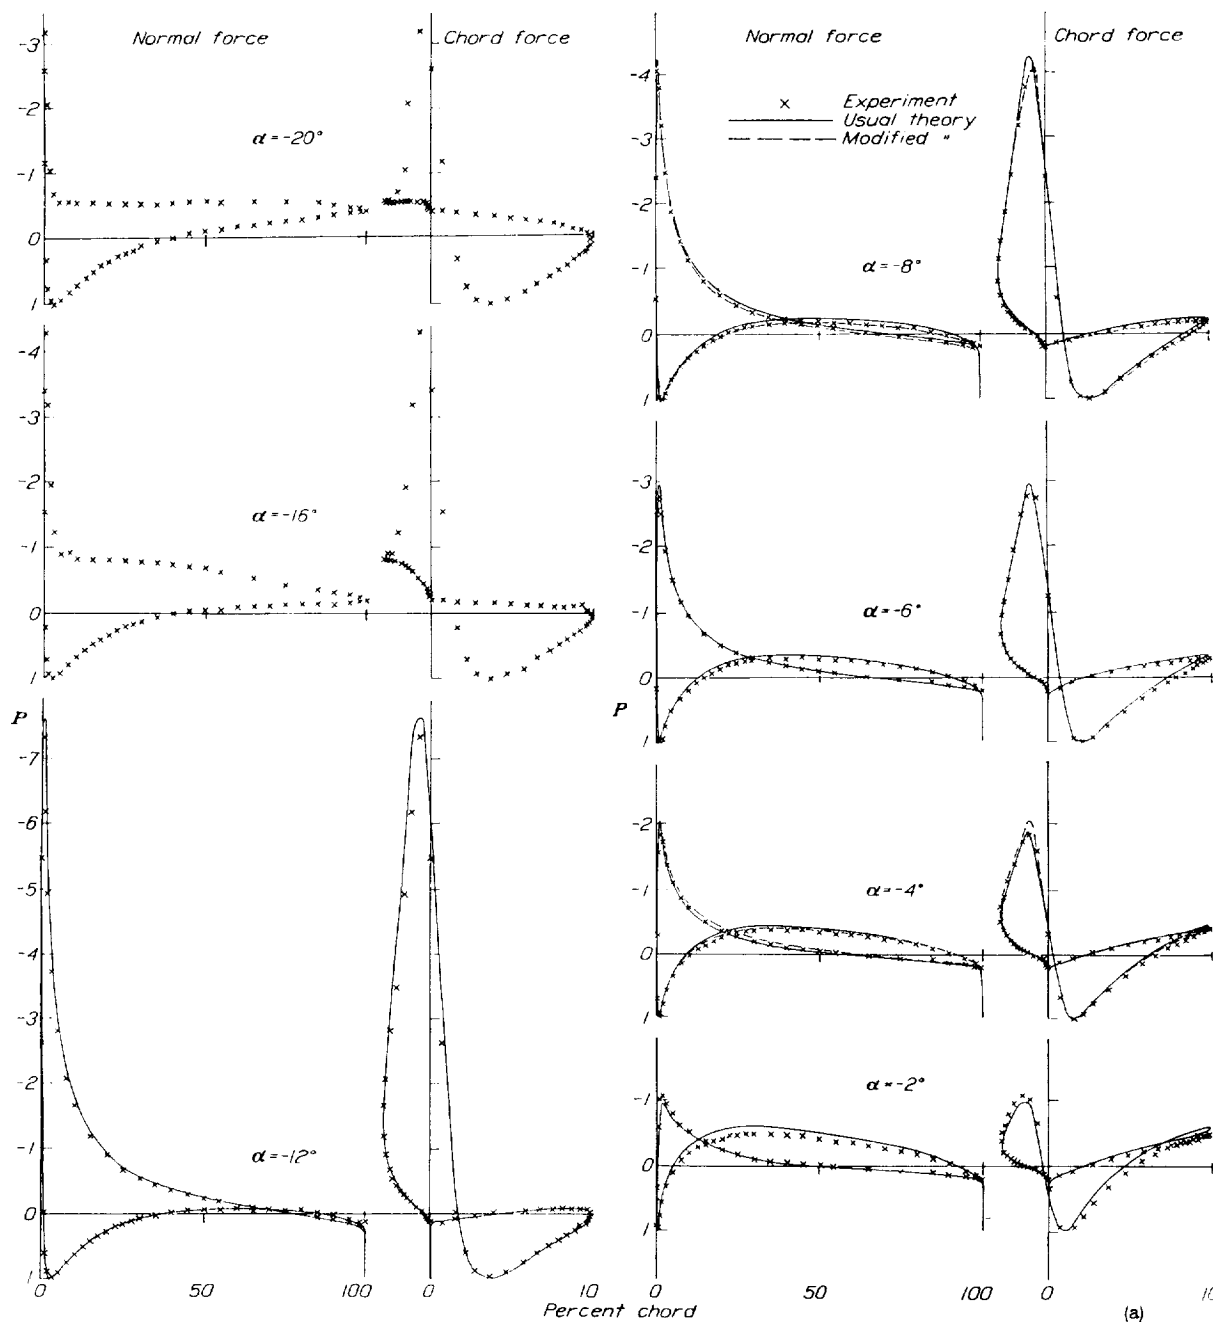 Normal force
Chord force
-3
-2
-1
0
1
α=-20°
-4
-3
-2
-1
0
1
α=-16°
P
-7
-6
-5
-4
-3
-2
-1
0
1
α=-12°
0
50
100
0
10
Normal force
Chord force
× Experiment
Usual theory
Modified "
-4
-3
-2
-1
0
1
α=-8°
-3
-2
-1
0
1
α=-6°
P
-2
-1
0
1
α=-4°
-1
0
1
α=-2°
0
50
100
0
Percent chord
(a)